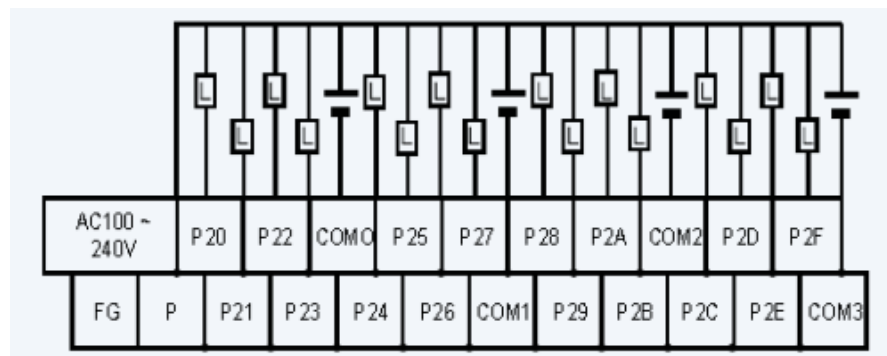 L L L L L L L L
L L L L L L L L
AC100 ~
240V
P20 P22 COM0 P25 P27 P28 P2A COM2 P2D P2F
FG P P21 P23 P24 P26 COM1 P29 P2B P2C P2E COM3